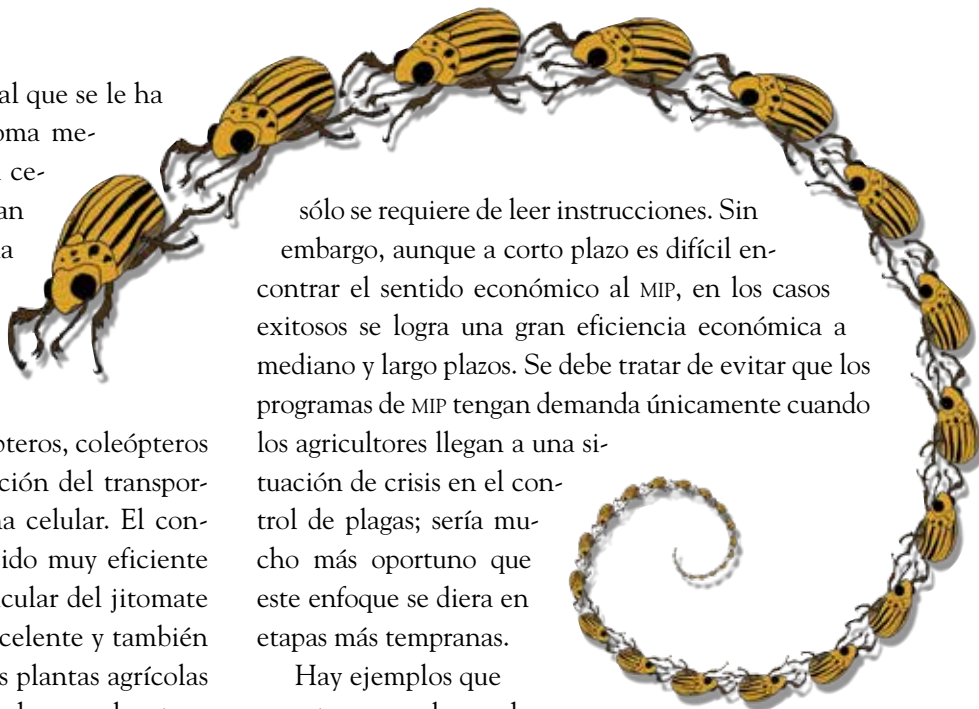 al que se le ha
oma me-
ce-
an
a
pteros, coleópteros
ción del transpor-
na celular. El con-
ido muy eficiente
cular del jitomate
celente y también
s plantas agrícolas
sólo se requiere de leer instrucciones. Sin
embargo, aunque a corto plazo es difícil en-
contrar el sentido económico al MIP, en los casos
exitosos se logra una gran eficiencia económica a
mediano y largo plazos. Se debe tratar de evitar que los
programas de MIP tengan demanda únicamente cuando
los agricultores llegan a una si-
tuación de crisis en el con-
trol de plagas; sería mu-
cho más oportuno que
este enfoque se diera en
etapas más tempranas.
Hay ejemplos que